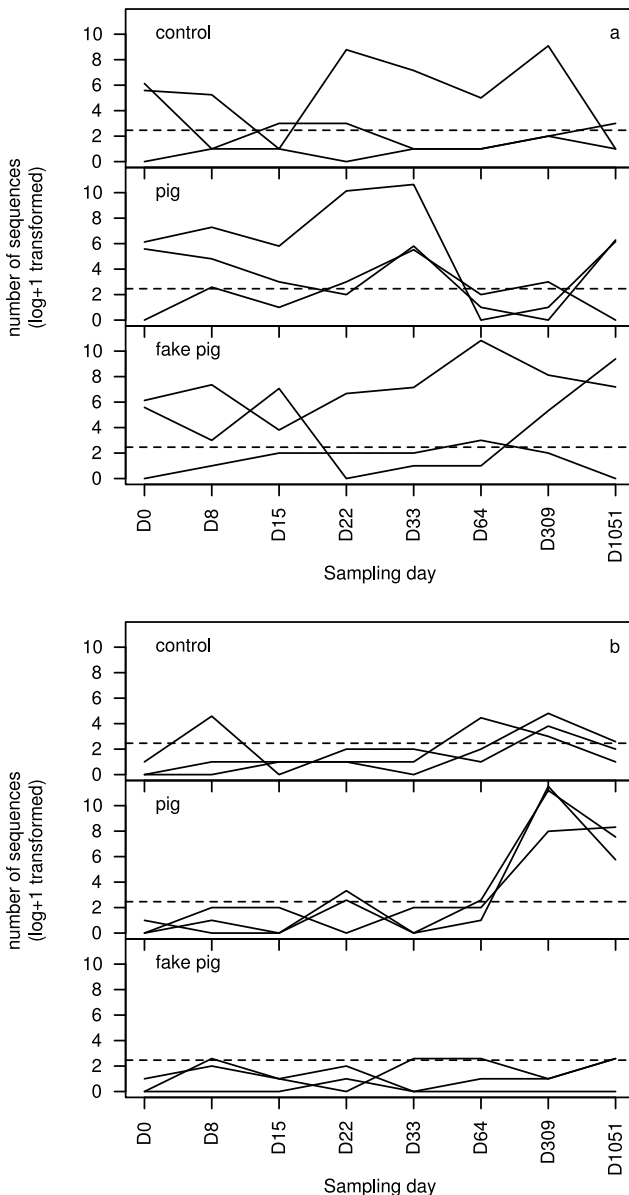 control a
10
8
6
4
2
0
pig
10
8
6
4
2
0
fake pig
10
8
6
4
2
0
number of sequences
(log+1 transformed)
D0 D8 D15 D22 D33 D64 D309 D1051
Sampling day
control b
10
8
6
4
2
0
pig
10
8
6
4
2
0
fake pig
10
8
6
4
2
0
number of sequences
(log+1 transformed)
D0 D8 D15 D22 D33 D64 D309 D1051
Sampling day